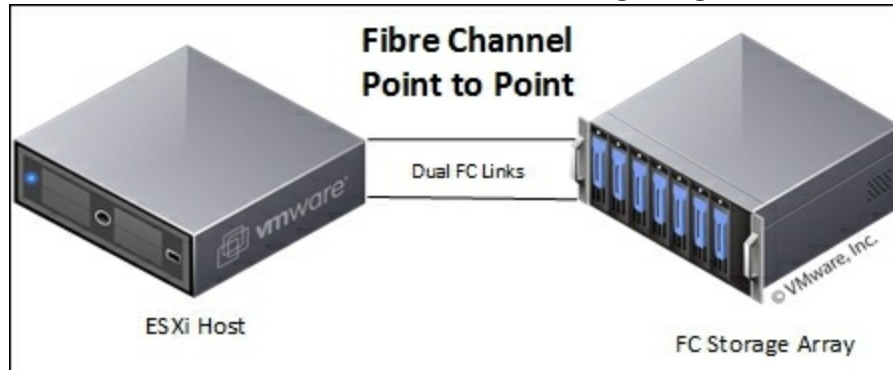 Fibre Channel
Point to Point
Dual FC Links
vmware
© VMware, Inc.
ESXi Host
FC Storage Array